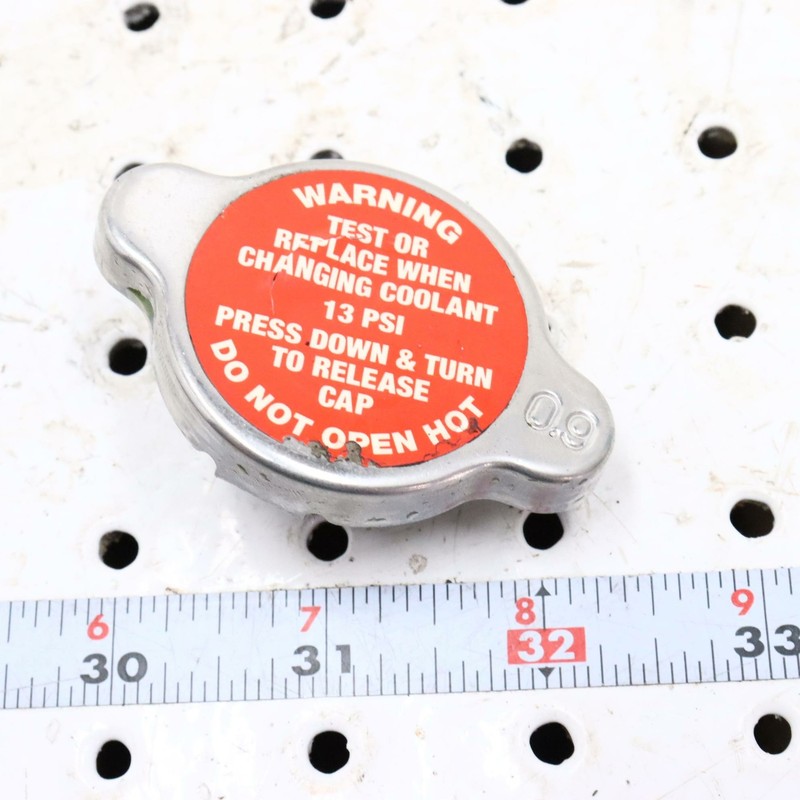 WARNING
TEST OR
REPLACE WHEN
CHANGING COOLANT
13 PSI
PRESS DOWN & TURN
TO RELEASE
CAP
DO NOT OPEN HOT
0.9
6 7 8 9
30 31 32 33